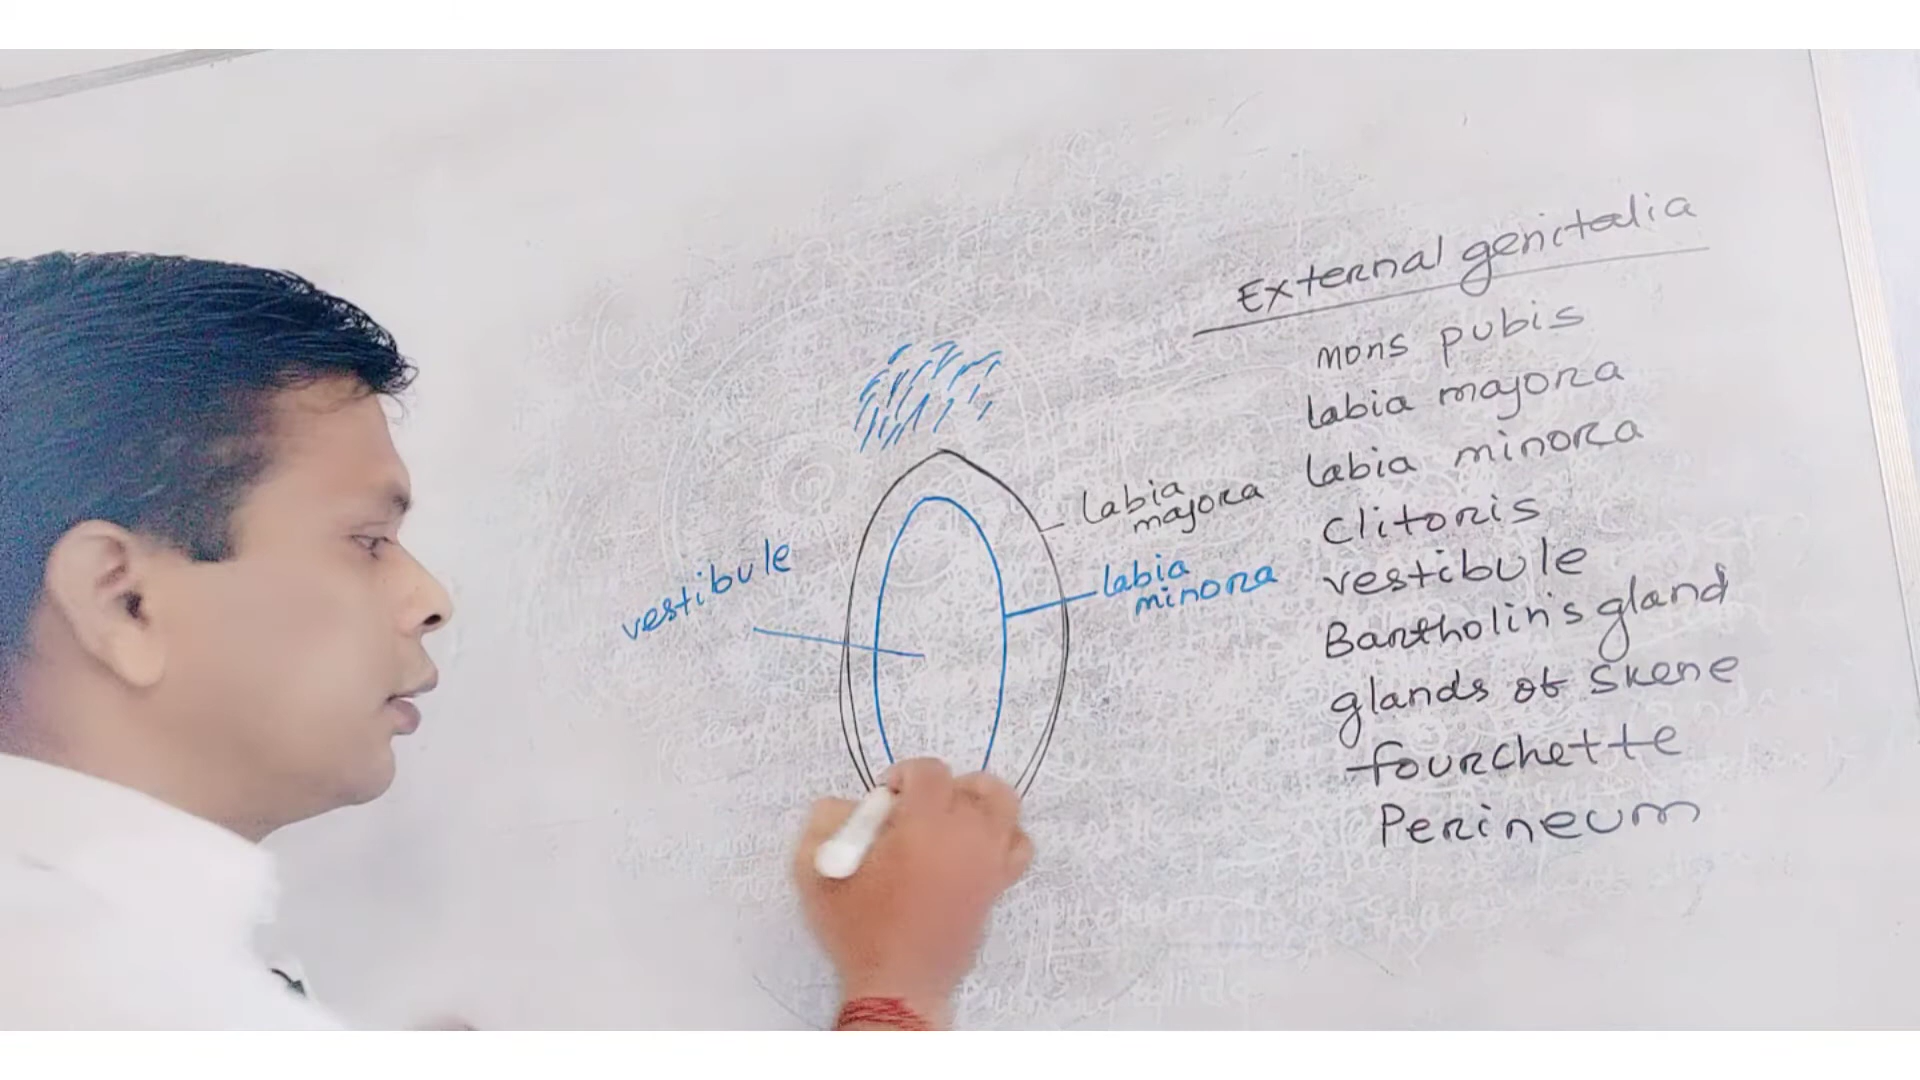 External genitalia
mons pubis
labia majora
labia minora
clitoris
vestibule
Bartholin's gland
glands of Skene
fourchette
Perineum
labia
majora
labia
minora
vestibule